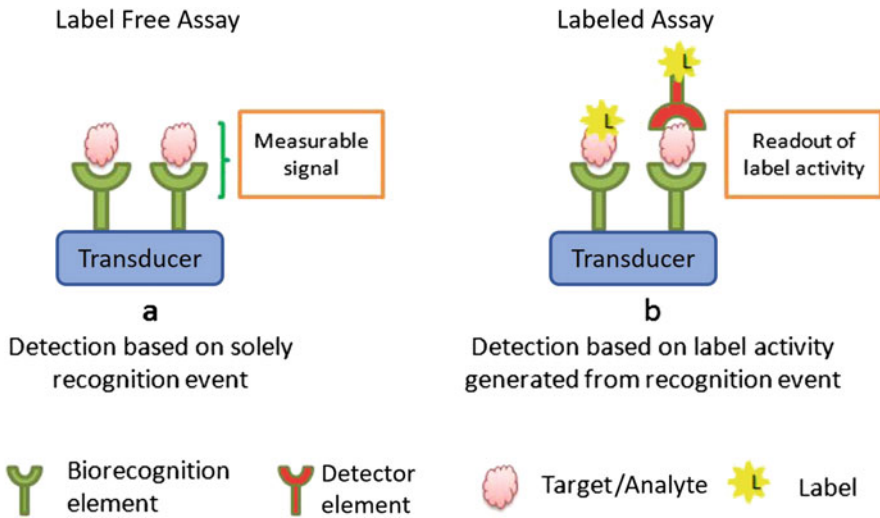 Label Free Assay
Labeled Assay
L
L
Measurable
signal
Readout of
label activity
Transducer
Transducer
a
b
Detection based on solely
recognition event
Detection based on label activity
generated from recognition event
Biorecognition
element
Detector
element
Target/Analyte
L
Label